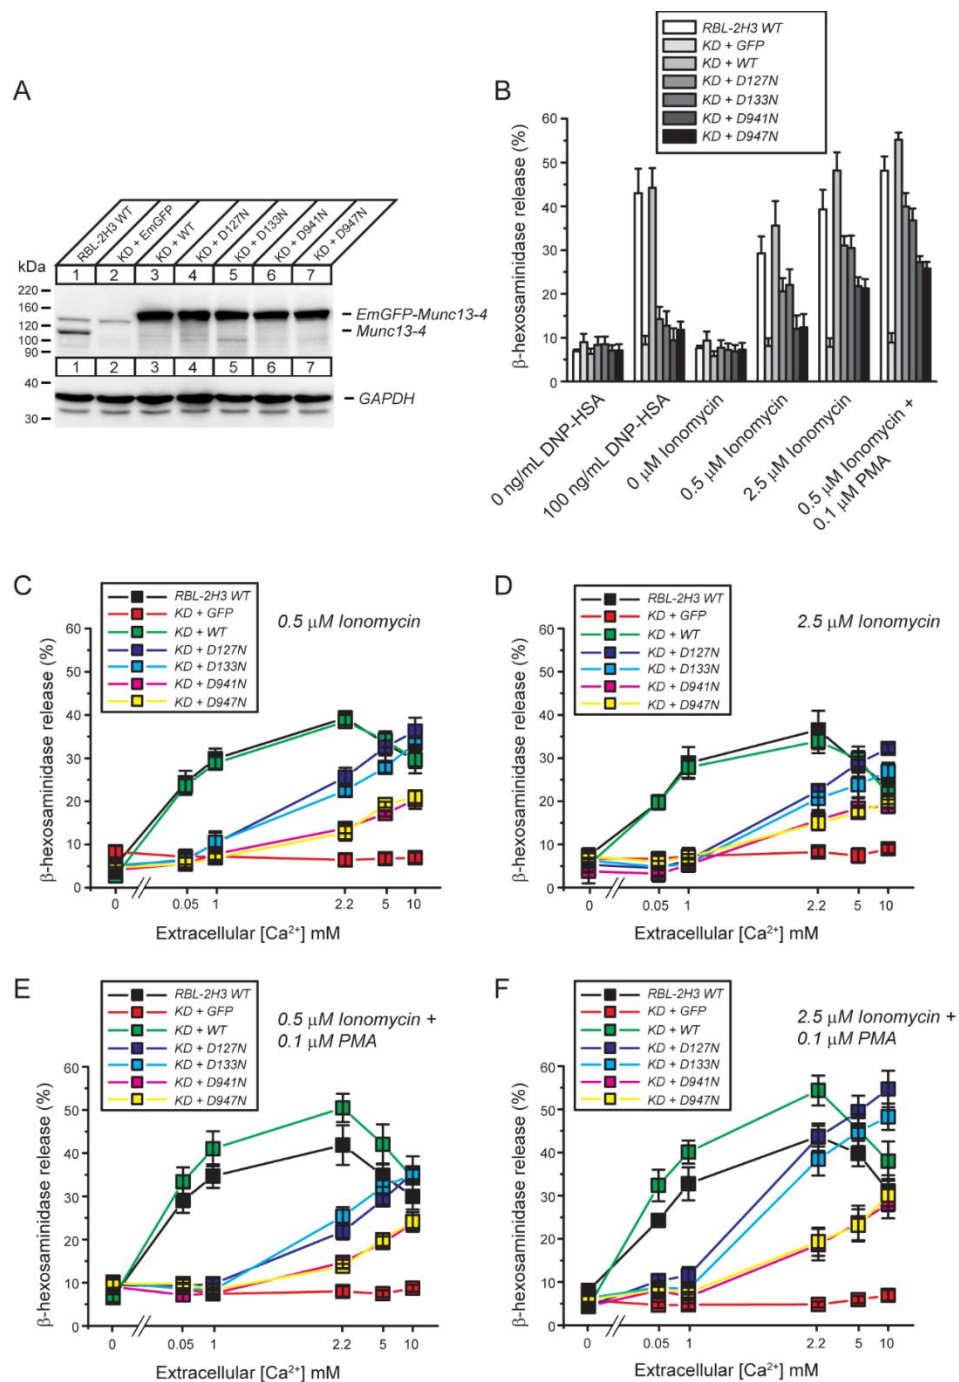 A
RBL-2H3 WT
KD + EmGFP
KD + WT
KD + D127N
KD + D133N
KD + D941N
KD + D947N
kDa
1 2 3 4 5 6 7
220
160
120
100
90
EmGFP-Munc13-4
Munc13-4
1 2 3 4 5 6 7
40
30
GAPDH
B
RBL-2H3 WT
KD + GFP
KD + WT
KD + D127N
KD + D133N
KD + D941N
KD + D947N
β-hexosaminidase release (%)
60
50
40
30
20
10
0
0 ng/mL DNP-HSA
100 ng/mL DNP-HSA
0 μM Ionomycin
0.5 μM Ionomycin
2.5 μM Ionomycin
0.5 μM Ionomycin +
0.1 μM PMA
C
RBL-2H3 WT
KD + GFP
KD + WT
KD + D127N
KD + D133N
KD + D941N
KD + D947N
0.5 μM Ionomycin
β-hexosaminidase release (%)
60
50
40
30
20
10
0
0 0.05 1 2.2 5 10
Extracellular [Ca²⁺] mM
D
RBL-2H3 WT
KD + GFP
KD + WT
KD + D127N
KD + D133N
KD + D941N
KD + D947N
2.5 μM Ionomycin
β-hexosaminidase release (%)
60
50
40
30
20
10
0
0 0.05 1 2.2 5 10
Extracellular [Ca²⁺] mM
E
RBL-2H3 WT
KD + GFP
KD + WT
KD + D127N
KD + D133N
KD + D941N
KD + D947N
0.5 μM Ionomycin +
0.1 μM PMA
β-hexosaminidase release (%)
60
50
40
30
20
10
0
0 0.05 1 2.2 5 10
Extracellular [Ca²⁺] mM
F
RBL-2H3 WT
KD + GFP
KD + WT
KD + D127N
KD + D133N
KD + D941N
KD + D947N
2.5 μM Ionomycin +
0.1 μM PMA
β-hexosaminidase release (%)
60
50
40
30
20
10
0
0 0.05 1 2.2 5 10
Extracellular [Ca²⁺] mM